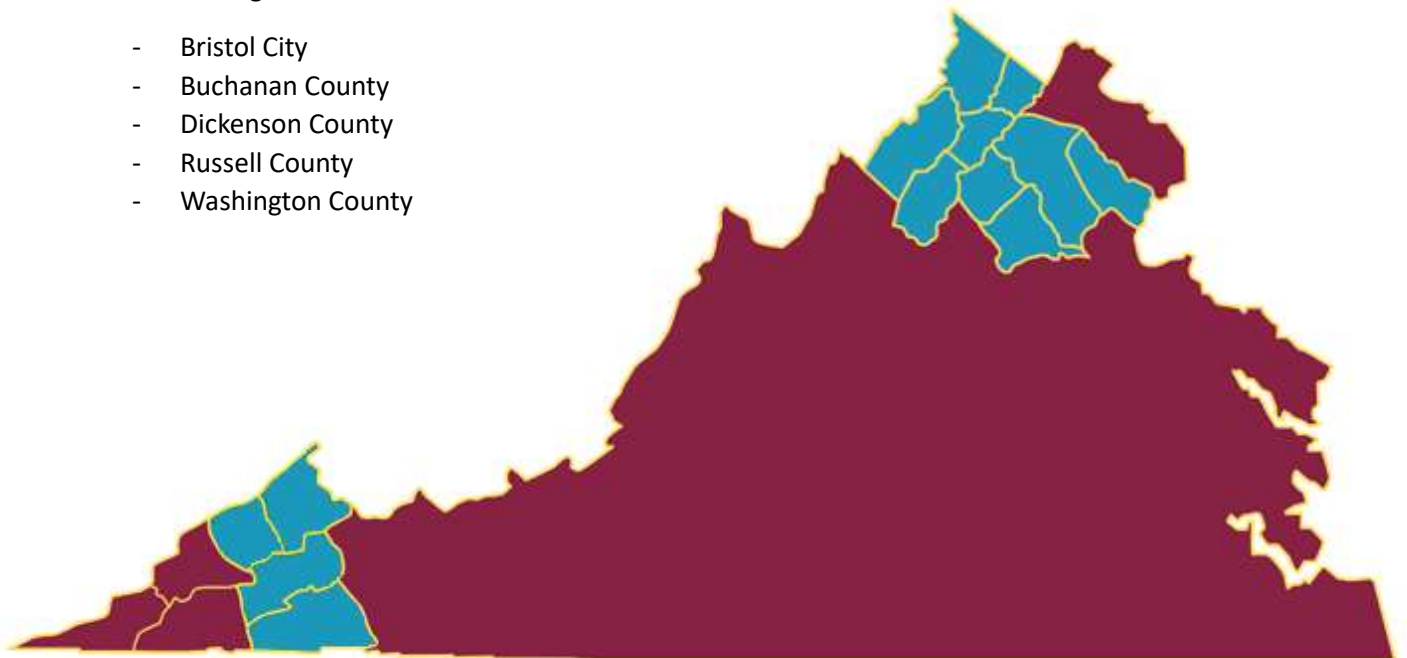 - Bristol City
- Buchanan County
- Dickenson County
- Russell County
- Washington County